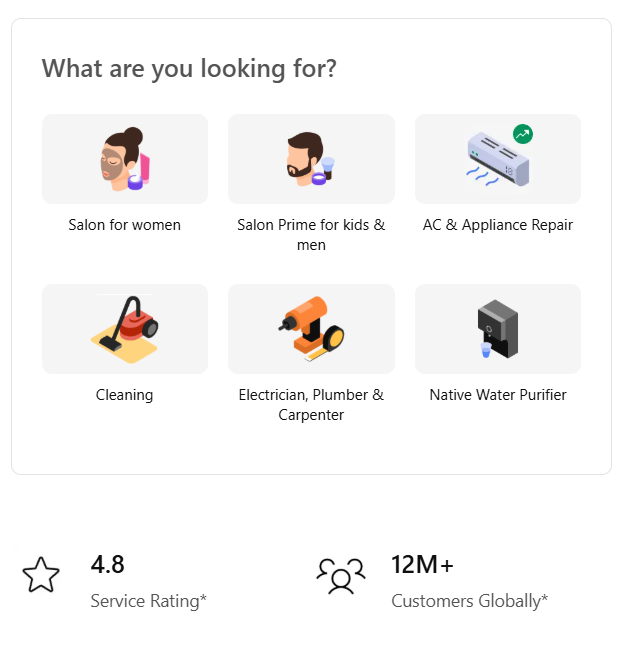 What are you looking for?
Salon for women
Salon Prime for kids &
men
AC & Appliance Repair
Cleaning
Electrician, Plumber &
Carpenter
Native Water Purifier
4.8
Service Rating*
12M+
Customers Globally*